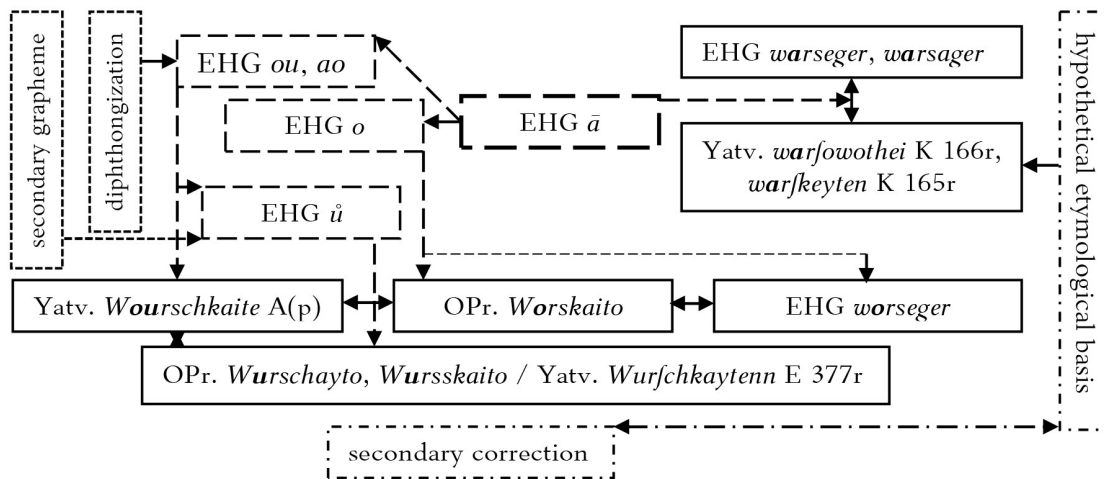 secondary grapheme
diphthongization
EHG ou, ao
EHG o
EHG ā
EHG ů
EHG warseger, warsager
Yatv. warſowothei K 166r,
warſkeyten K 165r
hypothetical etymological basis
Yatv. Wourschkaite A(p)
OPr. Worskaito
EHG worseger
OPr. Wurschayto, Wursskaito / Yatv. Wurſchkaytenn E 377r
secondary correction